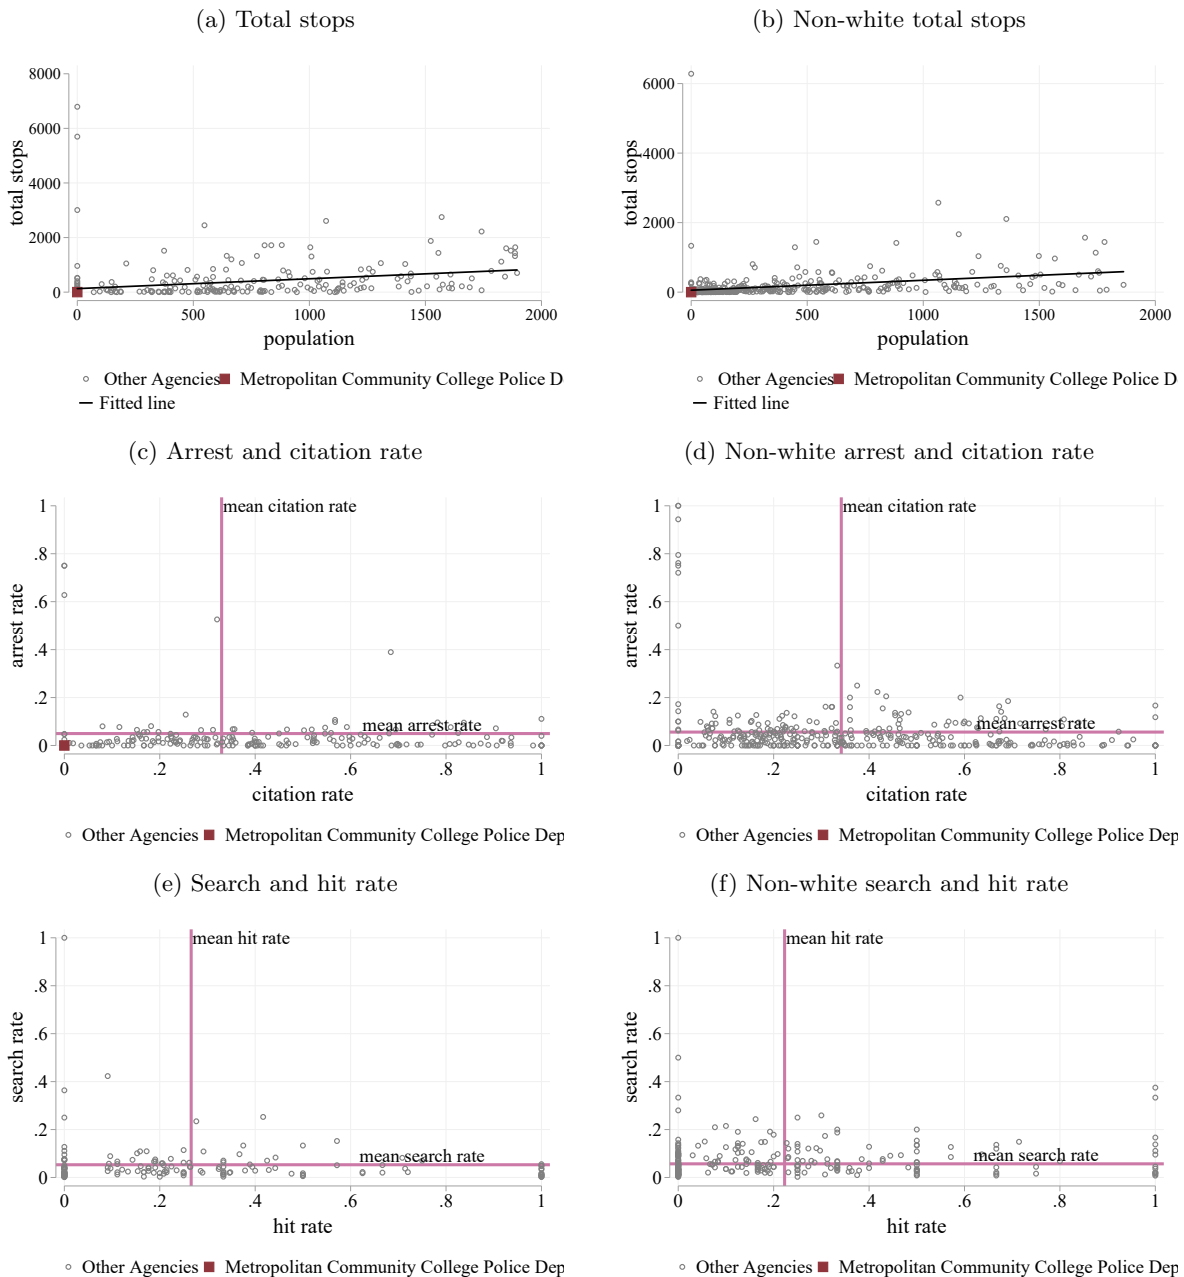 (a) Total stops
8000
6000
4000
2000
0
total stops
0 500 1000 1500 2000
population
Other Agencies Metropolitan Community College Police D
Fitted line
(b) Non-white total stops
6000
4000
2000
0
total stops
0 500 1000 1500 2000
population
Other Agencies Metropolitan Community College Police D
Fitted line
(c) Arrest and citation rate
mean citation rate
1
.8
.6
.4
.2
0
arrest rate
mean arrest rate
0 .2 .4 .6 .8 1
citation rate
Other Agencies Metropolitan Community College Police Dep
(d) Non-white arrest and citation rate
mean citation rate
1
.8
.6
.4
.2
0
arrest rate
mean arrest rate
0 .2 .4 .6 .8 1
citation rate
Other Agencies Metropolitan Community College Police Dep
(e) Search and hit rate
mean hit rate
1
.8
.6
.4
.2
0
search rate
mean search rate
0 .2 .4 .6 .8 1
hit rate
Other Agencies Metropolitan Community College Police Dep
(f) Non-white search and hit rate
mean hit rate
1
.8
.6
.4
.2
0
search rate
mean search rate
0 .2 .4 .6 .8 1
hit rate
Other Agencies Metropolitan Community College Police Dep